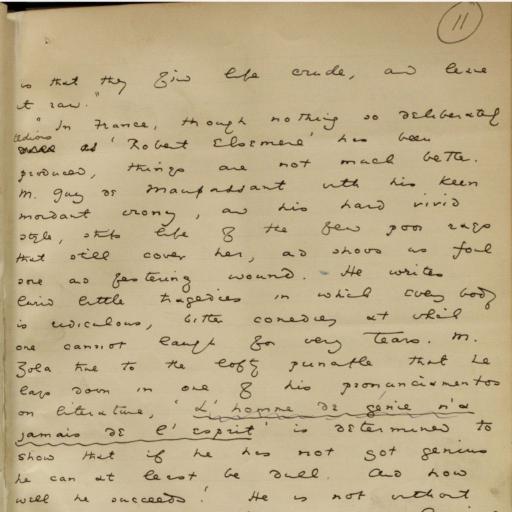 11
is that they find life crude, and leave
it raw."
"In France, though nothing so deliberately
tedious as 'Robert Elsmere' has been
produced, things are not much better.
M. Guy de Maupassant with his keen
mordant irony, and his hard vivid
style, strips life of the few poor rags
that still cover her, and shows us foul
sore and festering wound. He writes
lurid little tragedies in which everybody
is ridiculous, bitter comedies at which
one cannot laugh for very tears. M.
Zola true to the lofty principle that he
lays down in one of his pronunciamentos
on literature, 'L'homme de génie n'a
jamais de l'esprit' is determined to
show that if he has not got genius
he can at least be dull. And how
well he succeeds! He is not without